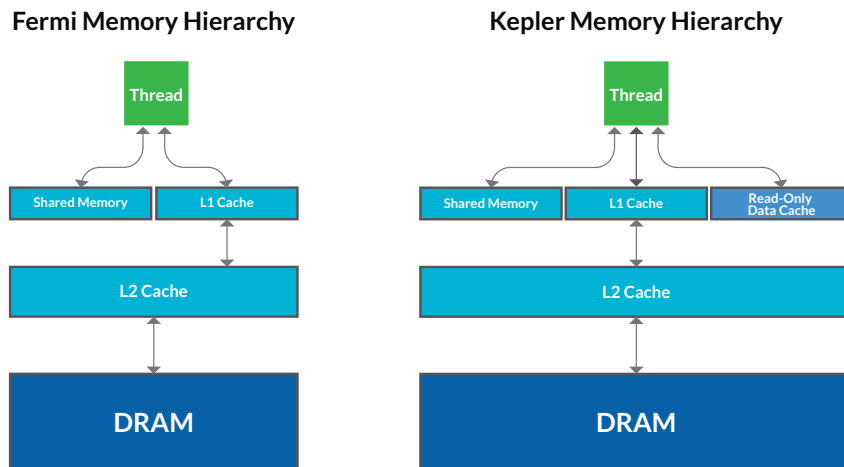 Fermi Memory Hierarchy
Thread
Shared Memory
L1 Cache
L2 Cache
DRAM
Kepler Memory Hierarchy
Thread
Shared Memory
L1 Cache
Read-Only
Data Cache
L2 Cache
DRAM